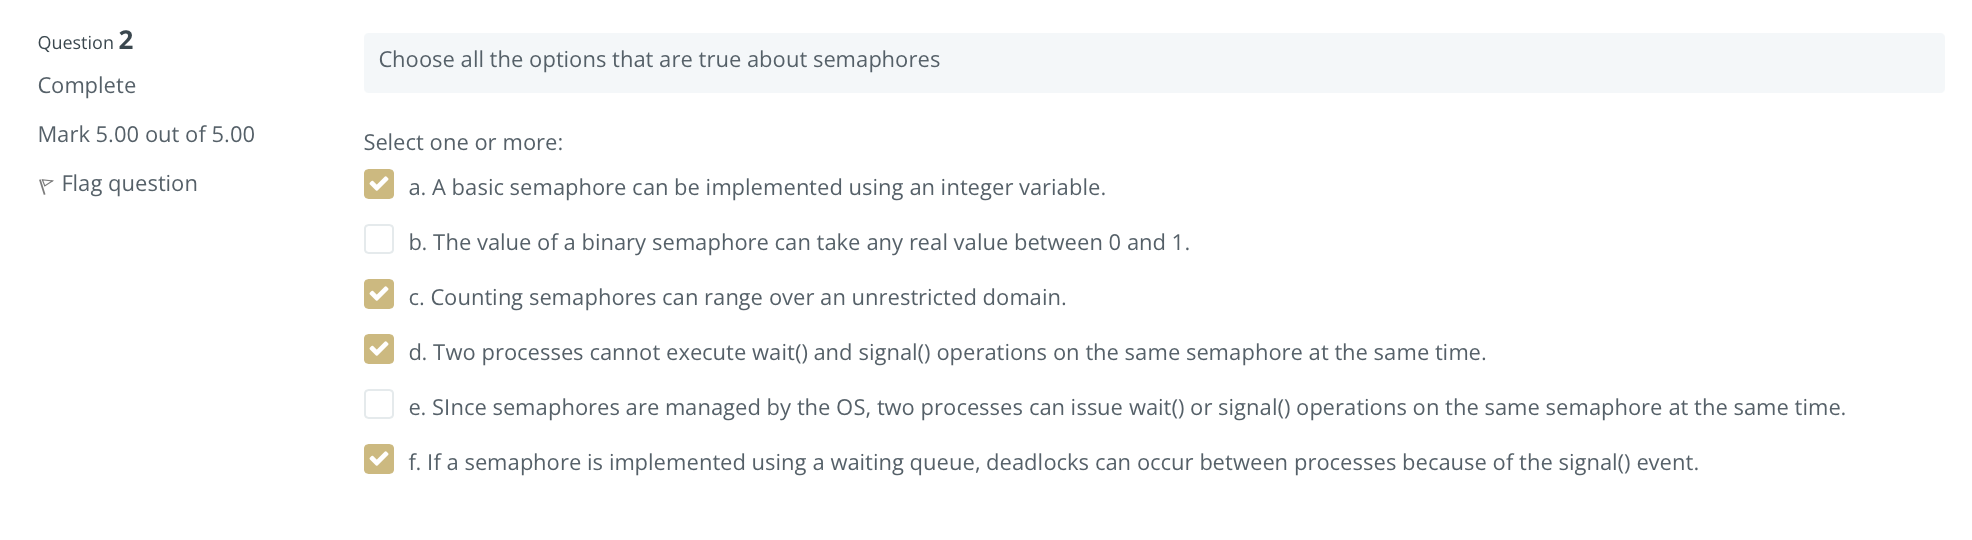 Question 2
Complete
Mark 5.00 out of 5.00
Flag question
Choose all the options that are true about semaphores
Select one or more:
a. A basic semaphore can be implemented using an integer variable.
b. The value of a binary semaphore can take any real value between 0 and 1.
c. Counting semaphores can range over an unrestricted domain.
d. Two processes cannot execute wait() and signal() operations on the same semaphore at the same time.
e. SInce semaphores are managed by the OS, two processes can issue wait() or signal() operations on the same semaphore at the same time.
f. If a semaphore is implemented using a waiting queue, deadlocks can occur between processes because of the signal() event.